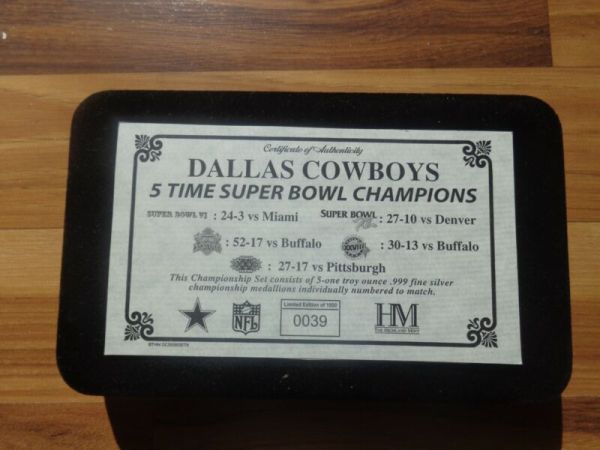 Certificate of Authenticity
DALLAS COWBOYS
5 TIME SUPER BOWL CHAMPIONS
SUPER BOWL VI : 24-3 vs Miami SUPER BOWL : 27-10 vs Denver
: 52-17 vs Buffalo XXVIII : 30-13 vs Buffalo
XXX : 27-17 vs Pittsburgh
This Championship Set consists of 5-one troy ounce .999 fine silver
championship medallions individually numbered to match.
NFL
Limited Edition of 1000
0039
HM
THE HIGHLAND MINT